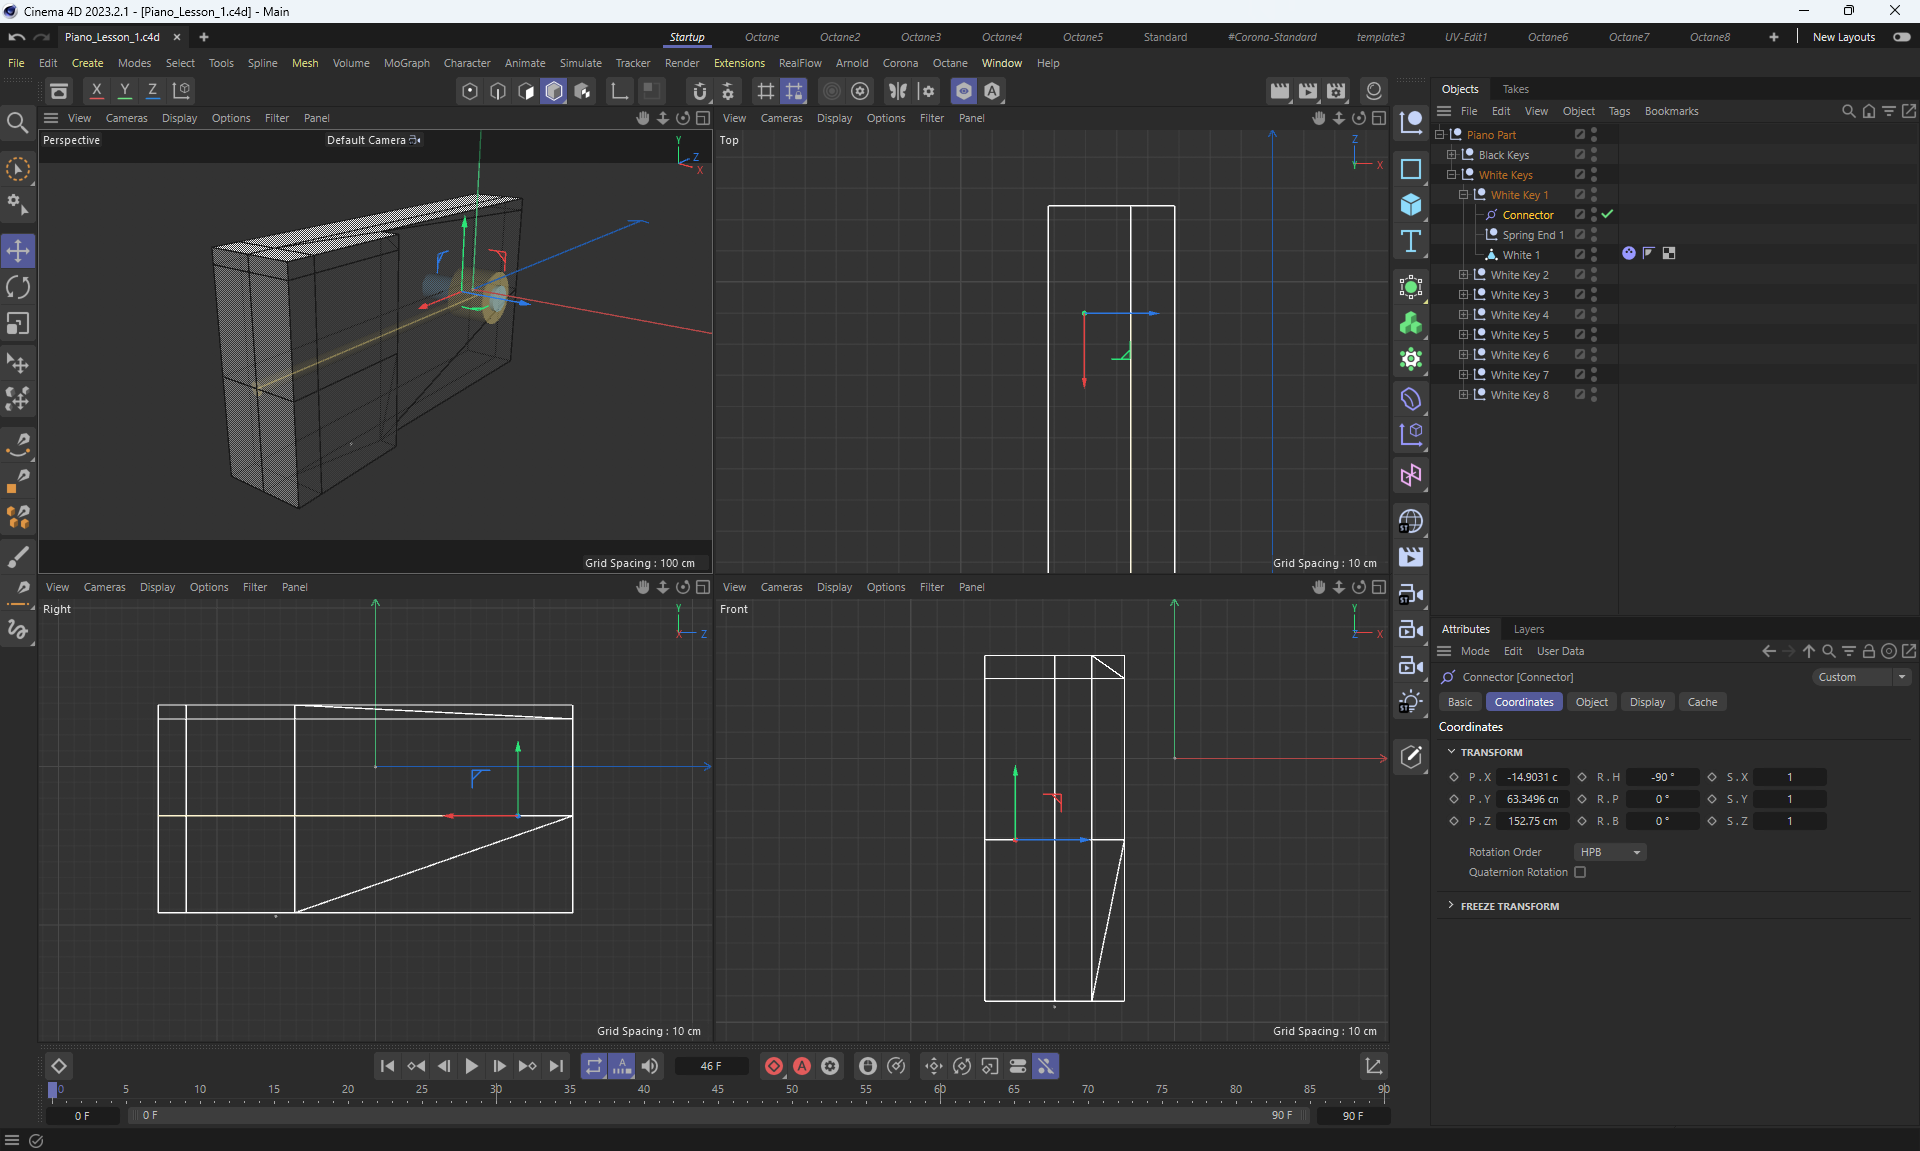 Cinema 4D 2023.2.1 - [Piano_Lesson_1.c4d] - Main
Piano_Lesson_1.c4d
Startup Octane Octane2 Octane3 Octane4 Octane5 Standard #Corona-Standard template3 UV-Edit1 Octane6 Octane7 Octane8 New Layouts
File Edit Create Modes Select Tools Spline Mesh Volume MoGraph Character Animate Simulate Tracker Render Extensions RealFlow Arnold Corona Octane Window Help
X Y Z
View Cameras Display Options Filter Panel
Perspective
Default Camera
Y
Z
X
Grid Spacing : 100 cm
View Cameras Display Options Filter Panel
Top
Z
Y X
Grid Spacing : 10 cm
View Cameras Display Options Filter Panel
Right
Y
X Z
Grid Spacing : 10 cm
View Cameras Display Options Filter Panel
Front
Y
Z X
Grid Spacing : 10 cm
ST
ST
ST
Objects Takes
File Edit View Object Tags Bookmarks
Piano Part
Black Keys
White Keys
White Key 1
Connector
Spring End 1
White 1
White Key 2
White Key 3
White Key 4
White Key 5
White Key 6
White Key 7
White Key 8
Attributes Layers
Mode Edit User Data
Connector [Connector]
Custom
Basic Coordinates Object Display Cache
Coordinates
TRANSFORM
P . X -14.9031 c R . H -90 ° S . X 1
P . Y 63.3496 cn R . P 0 ° S . Y 1
P . Z 152.75 cm R . B 0 ° S . Z 1
Rotation Order HPB
Quaternion Rotation
FREEZE TRANSFORM
46 F
0 5 10 15 20 25 30 35 40 45 50 55 60 65 70 75 80 85 90
0 F 0 F 90 F 90 F